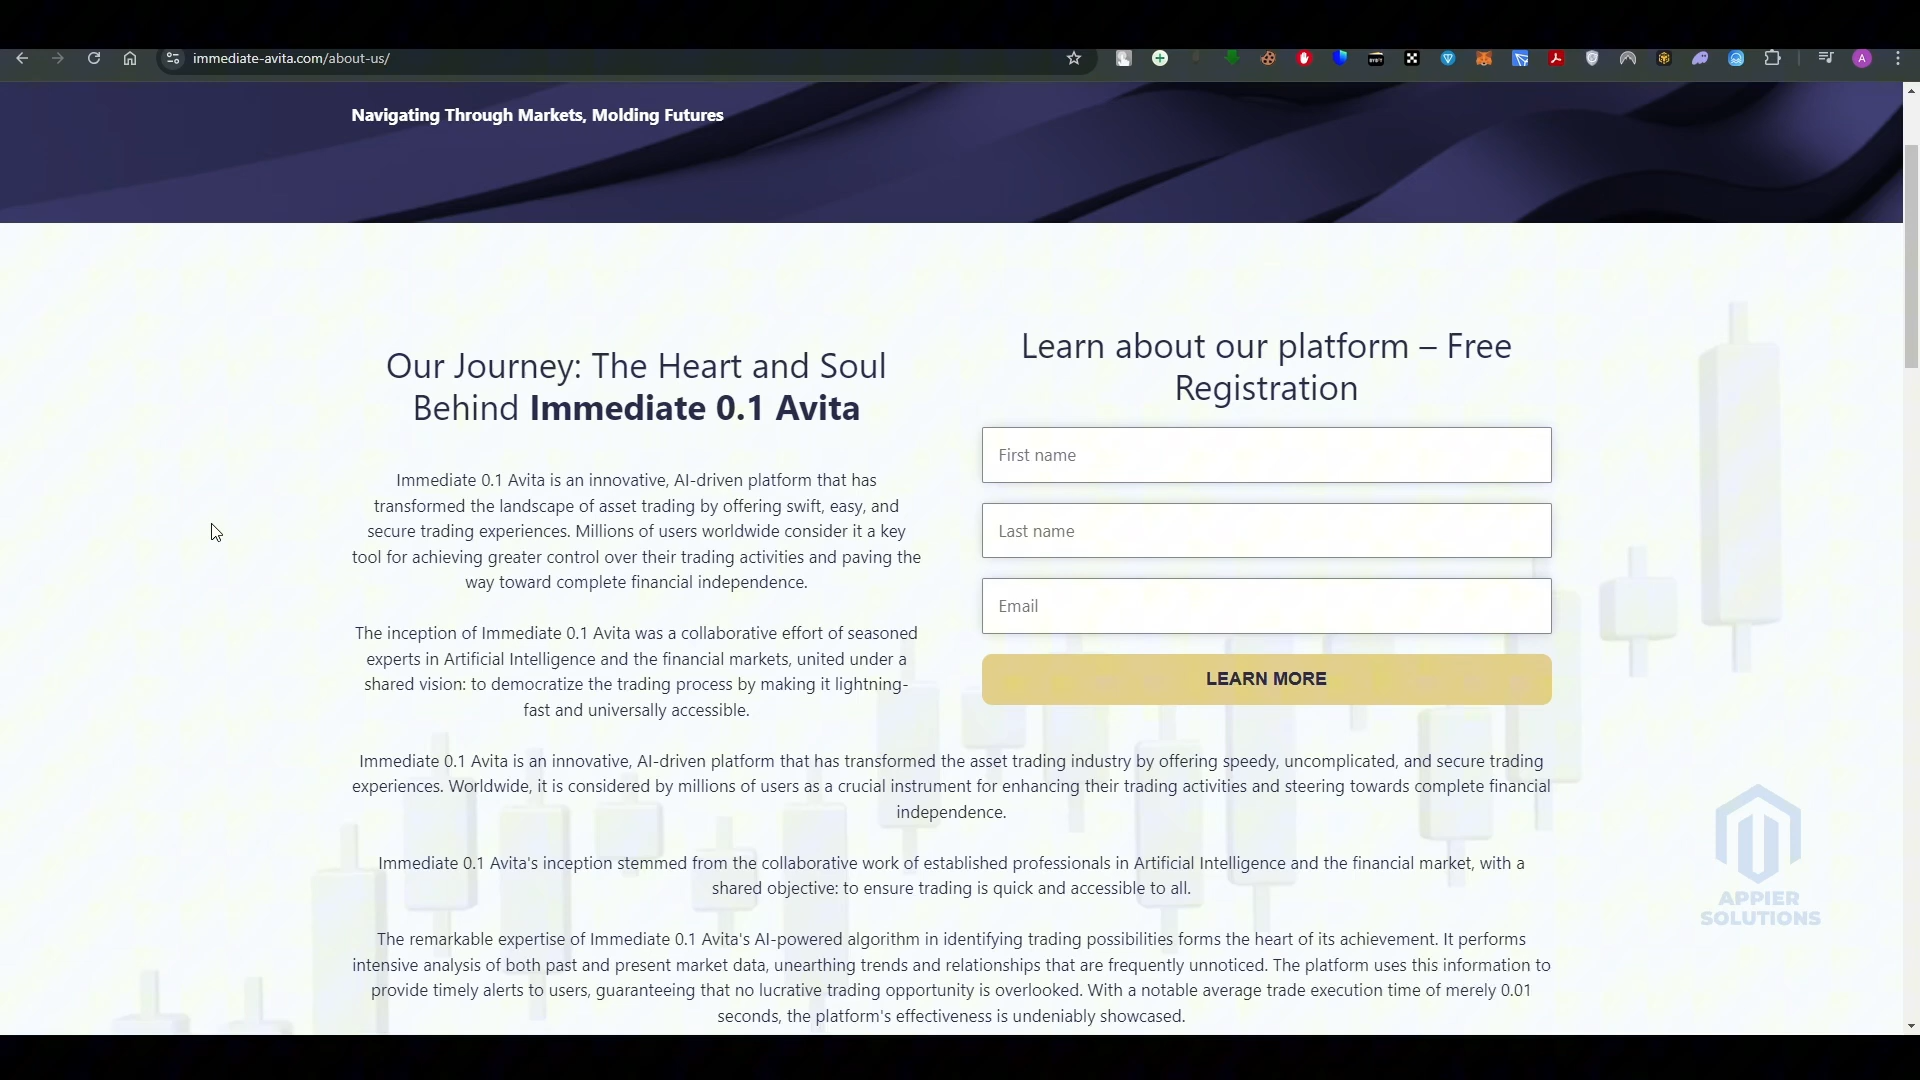 immediate-avita.com/about-us/
A
Navigating Through Markets, Molding Futures
Our Journey: The Heart and Soul
Behind Immediate 0.1 Avita
Immediate 0.1 Avita is an innovative, AI-driven platform that has
transformed the landscape of asset trading by offering swift, easy, and
secure trading experiences. Millions of users worldwide consider it a key
tool for achieving greater control over their trading activities and paving the
way toward complete financial independence.
The inception of Immediate 0.1 Avita was a collaborative effort of seasoned
experts in Artificial Intelligence and the financial markets, united under a
shared vision: to democratize the trading process by making it lightning-
fast and universally accessible.
Learn about our platform – Free
Registration
First name
Last name
Email
LEARN MORE
Immediate 0.1 Avita is an innovative, AI-driven platform that has transformed the asset trading industry by offering speedy, uncomplicated, and secure trading
experiences. Worldwide, it is considered by millions of users as a crucial instrument for enhancing their trading activities and steering towards complete financial
independence.
Immediate 0.1 Avita's inception stemmed from the collaborative work of established professionals in Artificial Intelligence and the financial market, with a
shared objective: to ensure trading is quick and accessible to all.
The remarkable expertise of Immediate 0.1 Avita's AI-powered algorithm in identifying trading possibilities forms the heart of its achievement. It performs
intensive analysis of both past and present market data, unearthing trends and relationships that are frequently unnoticed. The platform uses this information to
provide timely alerts to users, guaranteeing that no lucrative trading opportunity is overlooked. With a notable average trade execution time of merely 0.01
seconds, the platform's effectiveness is undeniably showcased.
APPIER
SOLUTIONS